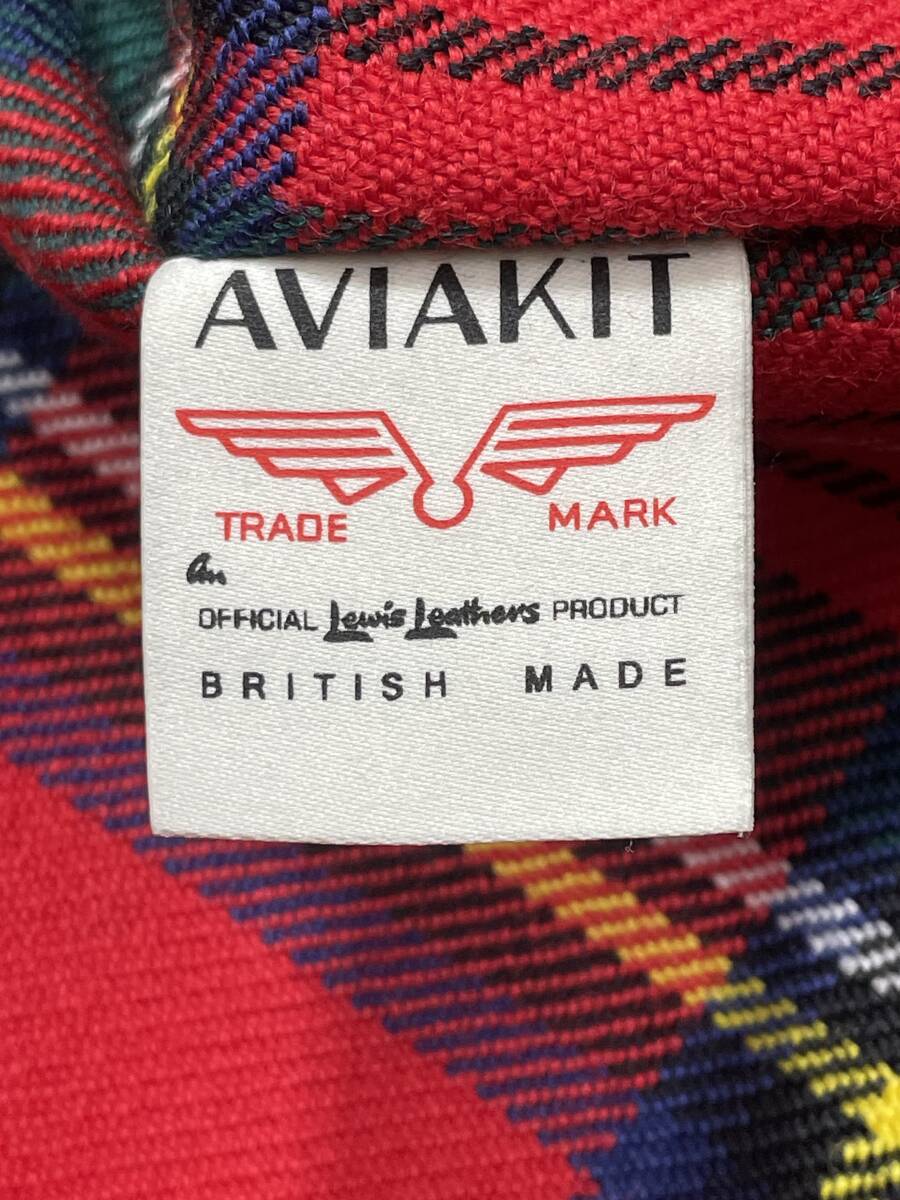 AVIAKIT
TRADE MARK
An
OFFICIAL Lewis Leathers PRODUCT
BRITISH MADE